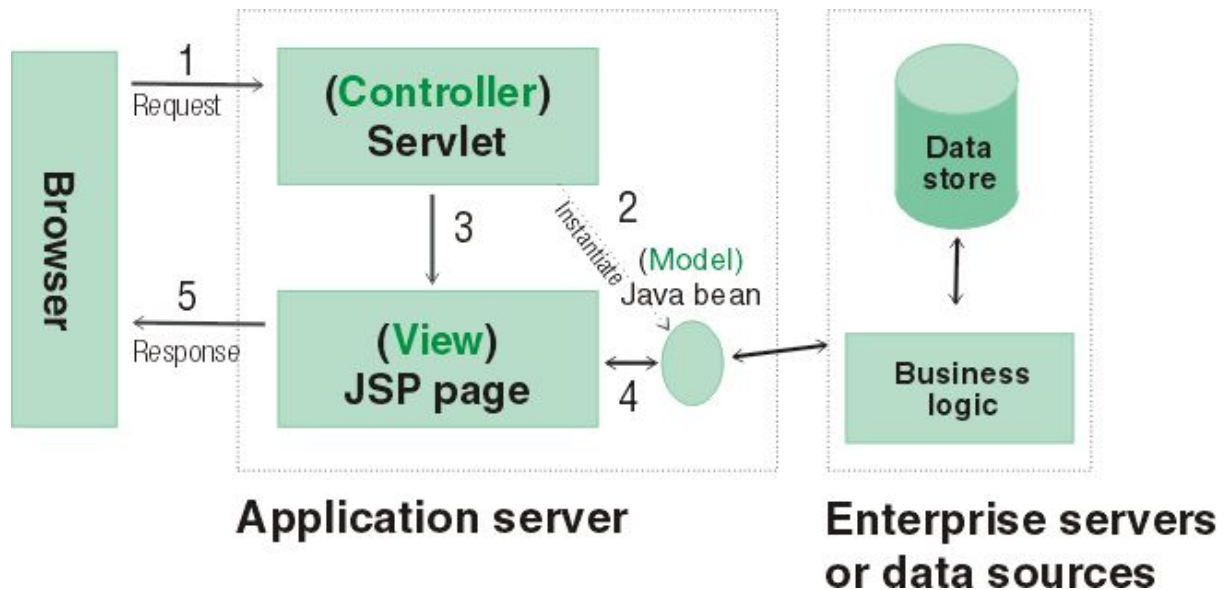 Browser
1
Request
(Controller)
Servlet
2
Instantiate
3
(Model)
Java bean
5
Response
(View)
JSP page
4
Data
store
Business
logic
Application server
Enterprise servers
or data sources